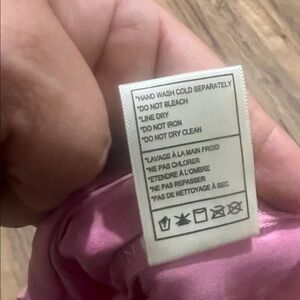 *HAND WASH COLD SEPARATELY
*DO NOT BLEACH
*LINE DRY
*DO NOT IRON
*DO NOT DRY CLEAN
*LAVAGE À LA MAIN FROID
*NE PAS CHLORER
*ETENDRE À L'OMBRE
*NE PAS REPASSER
*PAS DE NETTOYAGE À SEC